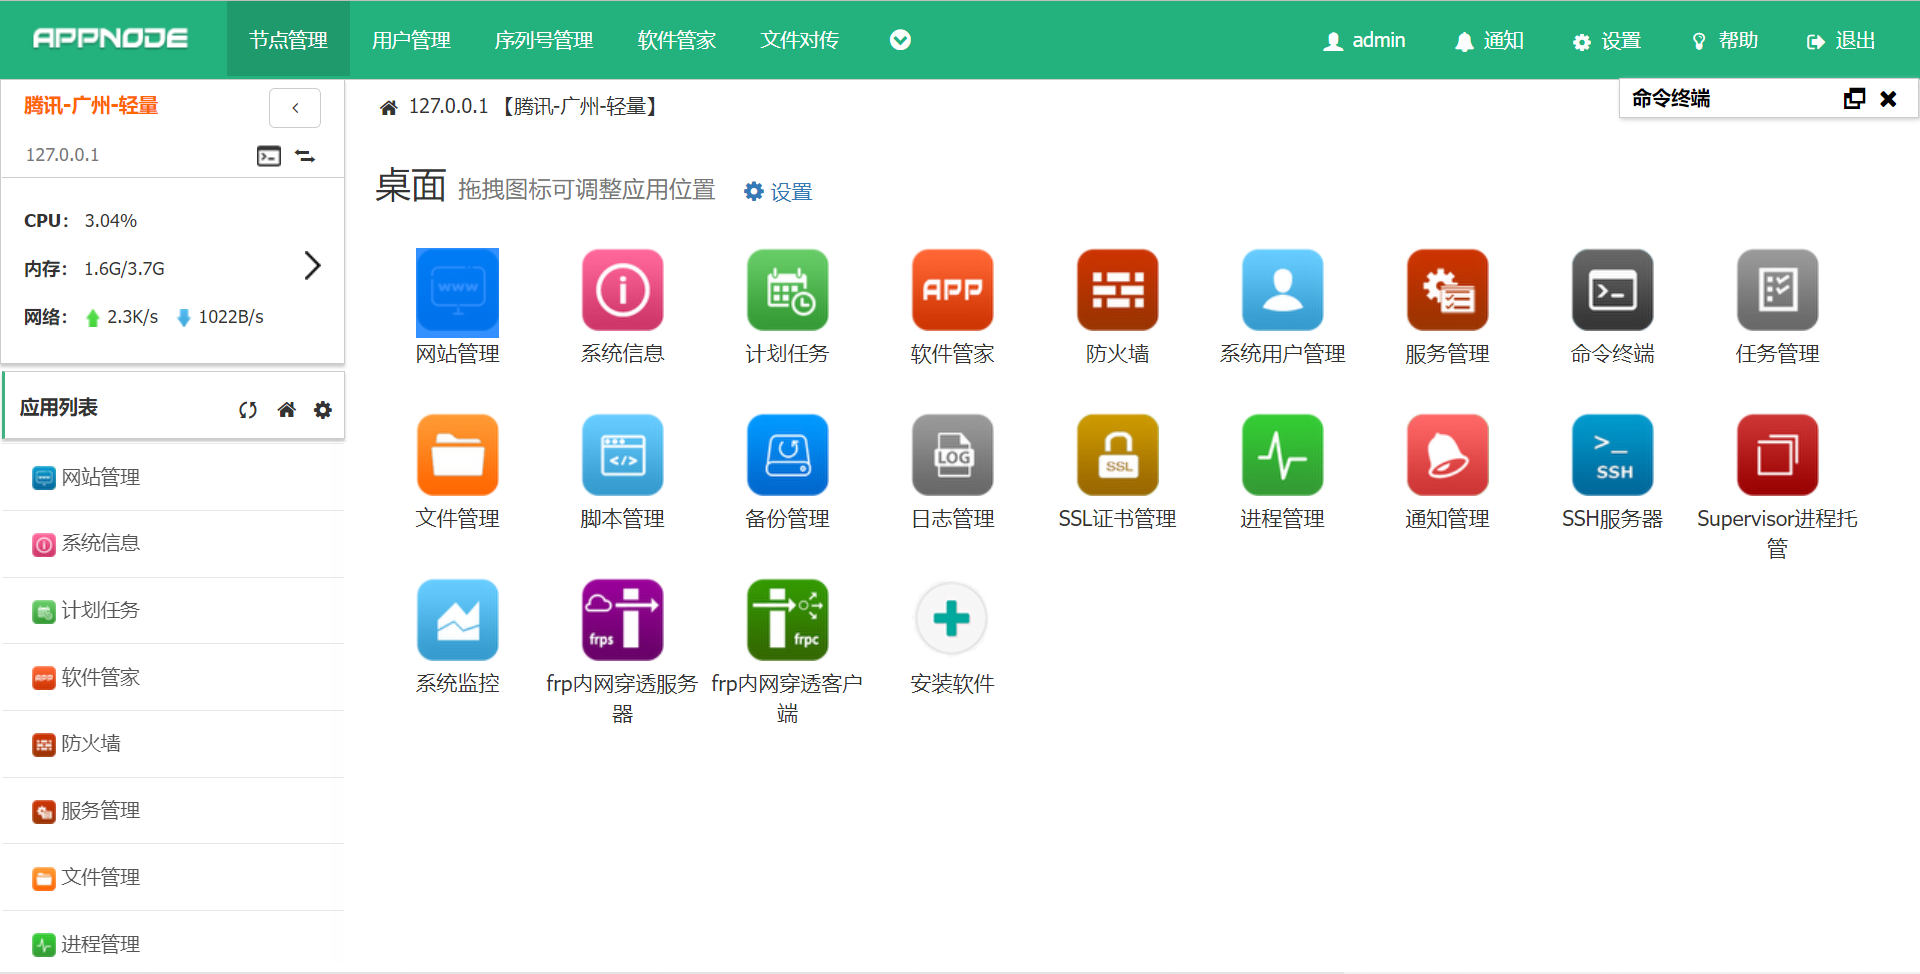 APPNODE
节点管理
用户管理
序列号管理
软件管家
文件对传
admin
通知
设置
帮助
退出
腾讯-广州-轻量
127.0.0.1
CPU： 3.04%
内存： 1.6G/3.7G
网络： 2.3K/s 1022B/s
应用列表
网站管理
系统信息
计划任务
软件管家
防火墙
服务管理
文件管理
进程管理
127.0.0.1 【腾讯-广州-轻量】
命令终端
桌面 拖拽图标可调整应用位置 设置
www
APP
网站管理
系统信息
计划任务
软件管家
防火墙
系统用户管理
服务管理
命令终端
任务管理
LOG
SSL
>_
SSH
文件管理
脚本管理
备份管理
日志管理
SSL证书管理
进程管理
通知管理
SSH服务器
Supervisor进程托
管
frps
frpc
系统监控
frp内网穿透服务
器
frp内网穿透客户
端
安装软件